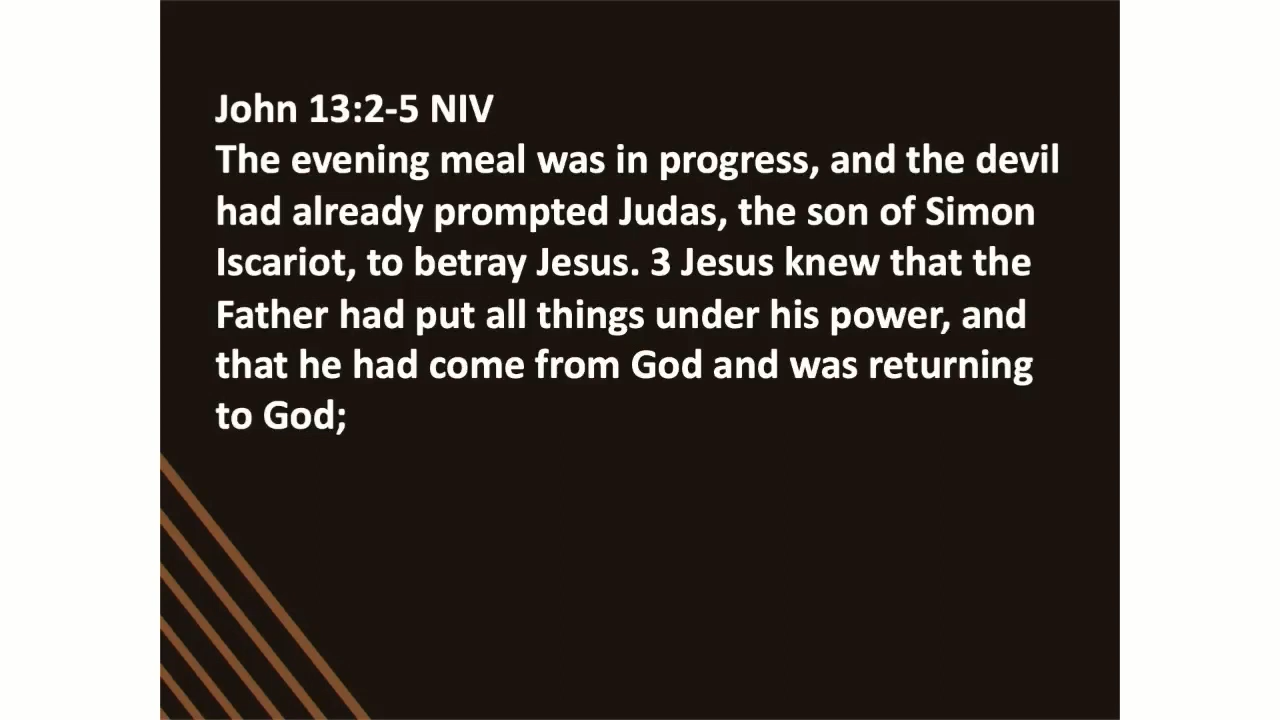 John 13:2-5 NIV
The evening meal was in progress, and the devil
had already prompted Judas, the son of Simon
Iscariot, to betray Jesus. 3 Jesus knew that the
Father had put all things under his power, and
that he had come from God and was returning
to God;